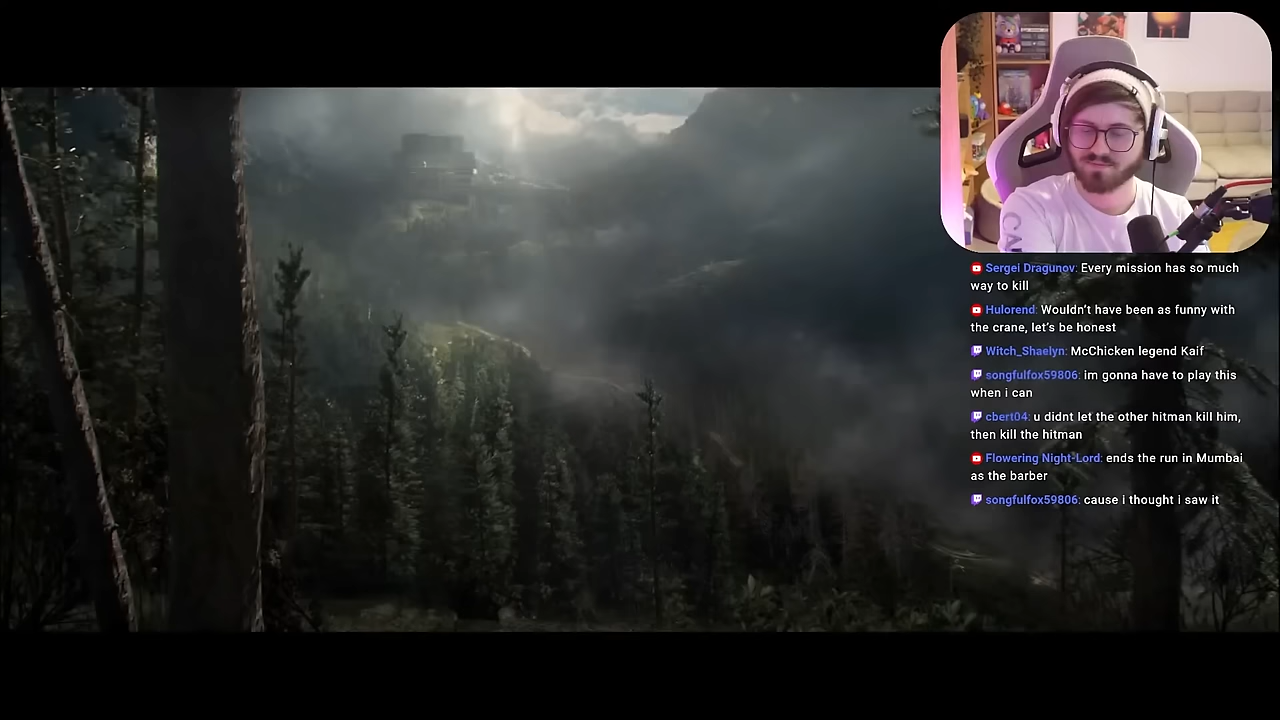 CA
Sergei Dragunov: Every mission has so much
way to kill
Hulorend: Wouldn't have been as funny with
the crane, let's be honest
Witch_Shaelyn: McChicken legend Kaif
songfulfox59806: im gonna have to play this
when i can
cbert04: u didnt let the other hitman kill him,
then kill the hitman
Flowering Night-Lord: ends the run in Mumbai
as the barber
songfulfox59806: cause i thought i saw it